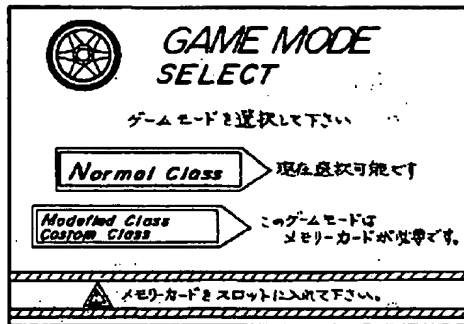 GAME MODE
SELECT
ゲームモードを選択して下さい
Normal Class
現在選択可能です
Modefied Class
Custom Class
このゲームモードは
メモリーカードが必要です。
メモリーカードをスロットに入れて下さい。